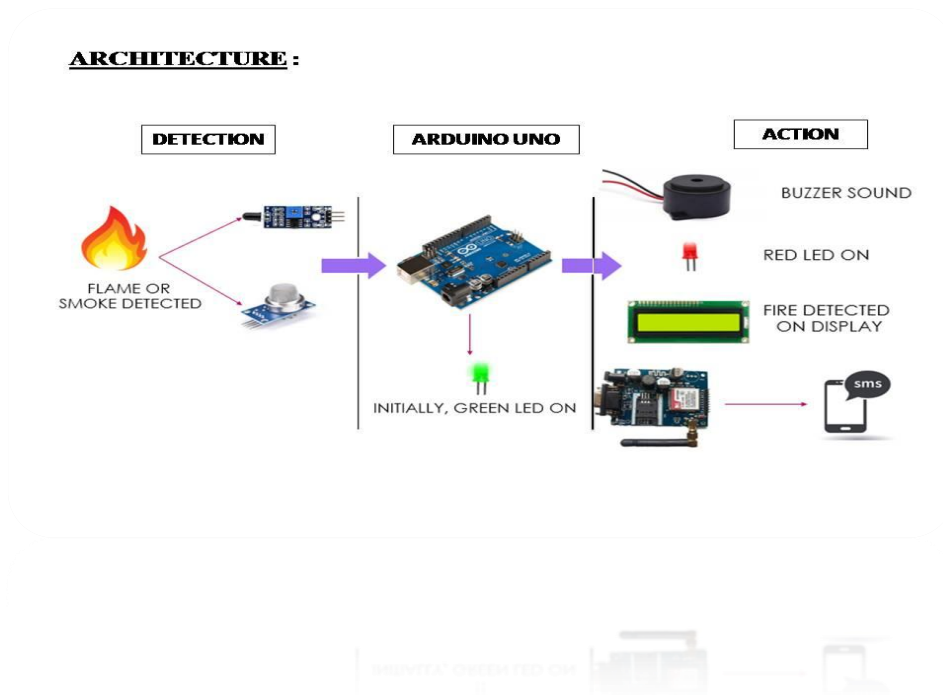 ARCHITECTURE :
DETECTION
ARDUINO UNO
ACTION
FLAME OR
SMOKE DETECTED
UNO
INITIALLY, GREEN LED ON
BUZZER SOUND
RED LED ON
FIRE DETECTED
ON DISPLAY
sms